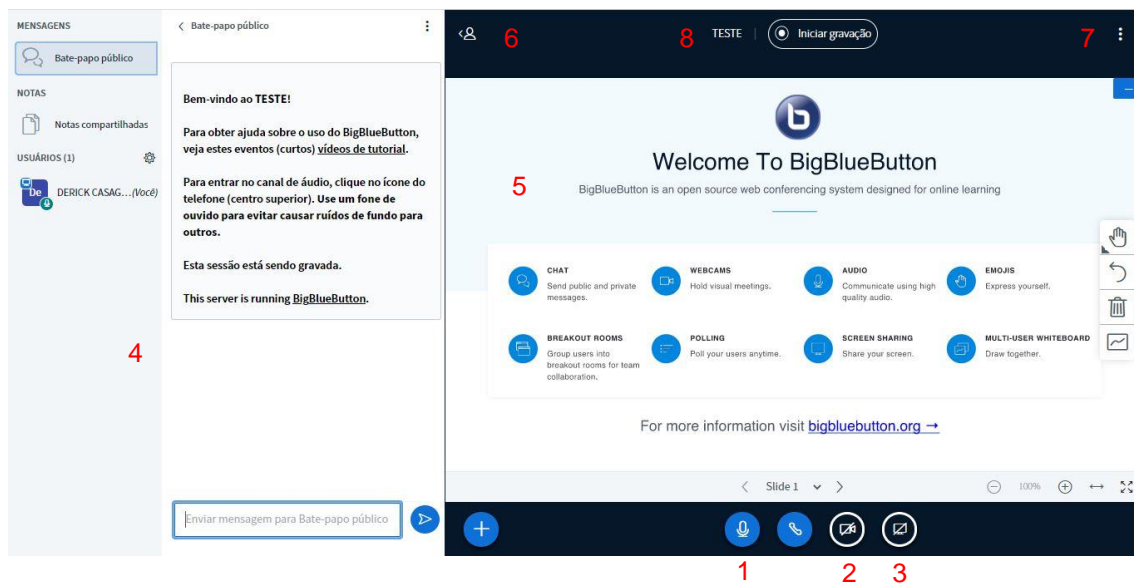 MENSAGENS
Bate-papo público
NOTAS
Notas compartilhadas
USUÁRIOS (1)
De
DERICK CASAG... (Você)
4
Bate-papo público
Bem-vindo ao TESTE!
Para obter ajuda sobre o uso do BigBlueButton,
veja estes eventos (curtos) vídeos de tutorial.
Para entrar no canal de áudio, clique no ícone do
telefone (centro superior). Use um fone de
ouvido para evitar causar ruídos de fundo para
outros.
Esta sessão está sendo gravada.
This server is running BigBlueButton.
Enviar mensagem para Bate-papo público
6
8
TESTE
Iniciar gravação
7
b
Welcome To BigBlueButton
5
BigBlueButton is an open source web conferencing system designed for online learning
CHAT
Send public and private
messages.
WEBCAMS
Hold visual meetings.
AUDIO
Communicate using high
quality audio.
EMOJIS
Express yourself.
BREAKOUT ROOMS
Group users into
breakout rooms for team
collaboration.
POLLING
Poll your users anytime.
SCREEN SHARING
Share your screen.
MULTI-USER WHITEBOARD
Draw together.
For more information visit bigbluebutton.org →
Slide 1
100%
1
2
3